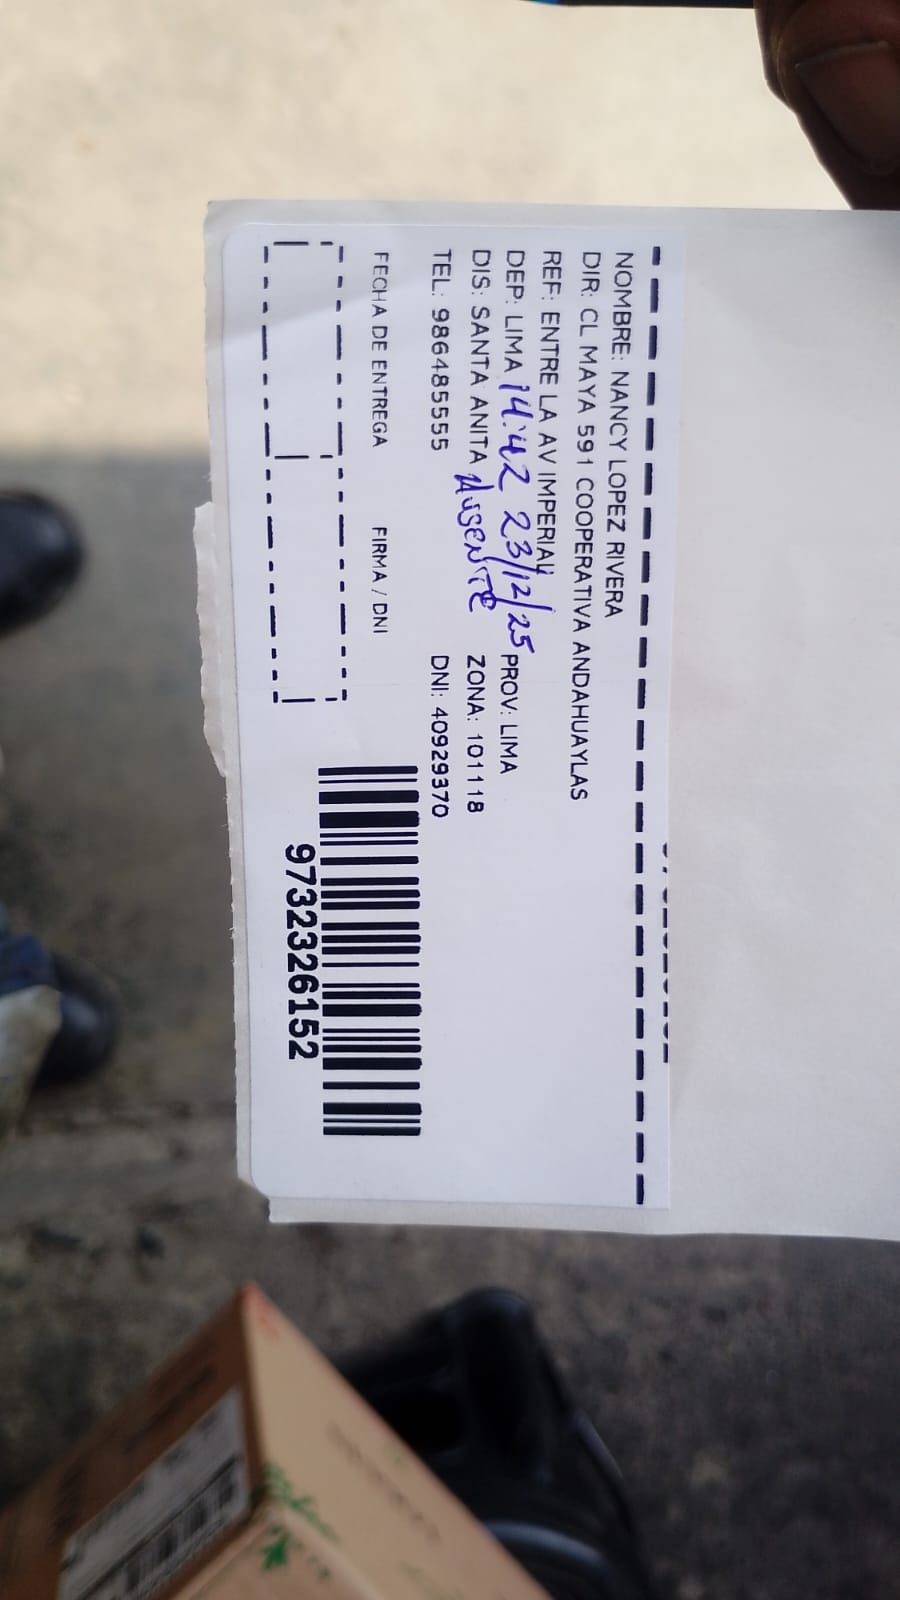 NOMBRE: NANCY LOPEZ RIVERA
DIR: CL MAYA 591 COOPERATIVA ANDAHUAYLAS
REF: ENTRE LA AV IMPERIAL
DEP: LIMA 14:42 23/12/25 PROV: LIMA
DIS: SANTA ANITA AUSENTE ZONA: 101118
TEL: 986485555 DNI: 40929370
FECHA DE ENTREGA FIRMA / DNI
9732326152